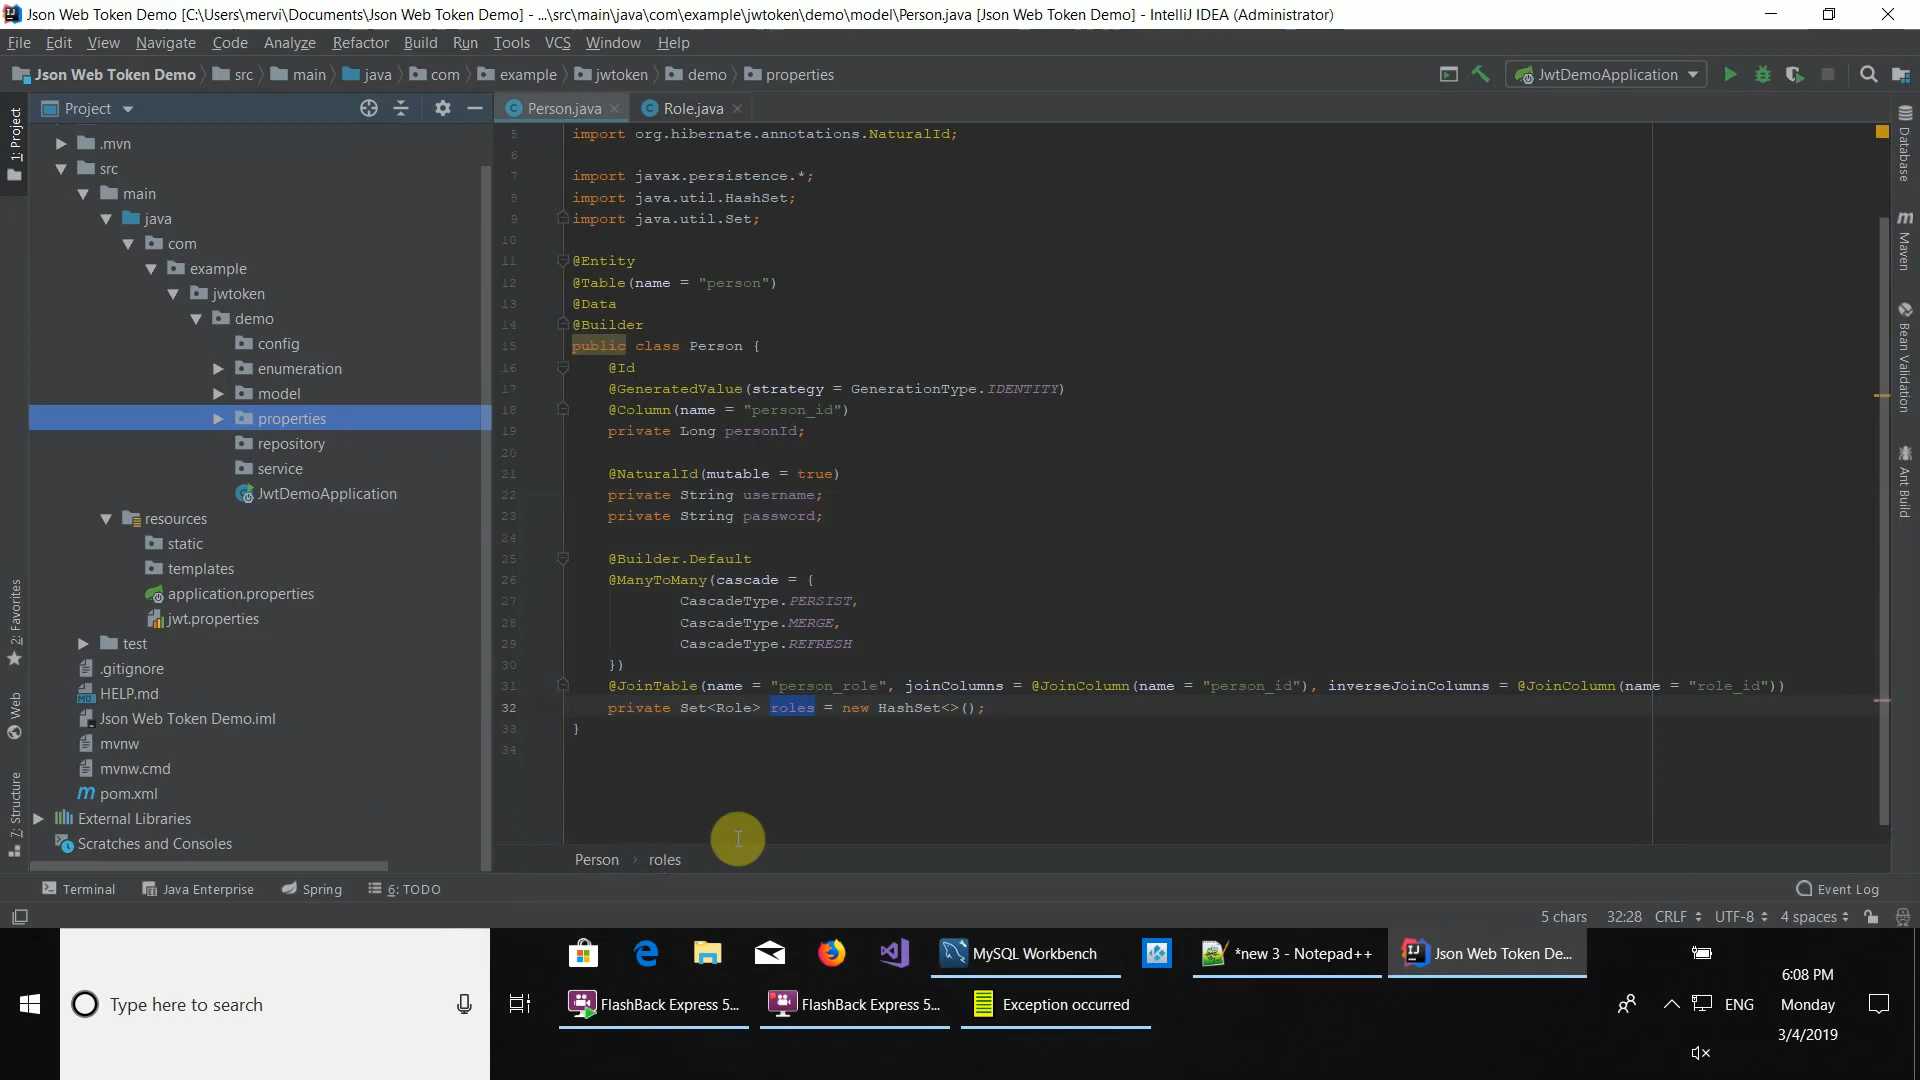 Json Web Token Demo [C:\Users\mervi\Documents\Json Web Token Demo] - ...\src\main\java\com\example\jwtoken\demo\model\Person.java [Json Web Token Demo] - IntelliJ IDEA (Administrator)
File Edit View Navigate Code Analyze Refactor Build Run Tools VCS Window Help
Json Web Token Demo src main java com example jwtoken demo properties JwtDemoApplication
Project
Person.java
Role.java
1: Project
2: Favorites
Web
7: Structure
.mvn
src
main
java
com
example
jwtoken
demo
config
enumeration
model
properties
repository
service
JwtDemoApplication
resources
static
templates
application.properties
jwt.properties
test
.gitignore
HELP.md
Json Web Token Demo.iml
mvnw
mvnw.cmd
pom.xml
External Libraries
Scratches and Consoles
5 import org.hibernate.annotations.NaturalId;
6
7 import javax.persistence.*;
8 import java.util.HashSet;
9 import java.util.Set;
10
11 @Entity
12 @Table(name = "person")
13 @Data
14 @Builder
15 public class Person {
16 @Id
17 @GeneratedValue(strategy = GenerationType.IDENTITY)
18 @Column(name = "person_id")
19 private Long personId;
20
21 @NaturalId(mutable = true)
22 private String username;
23 private String password;
24
25 @Builder.Default
26 @ManyToMany(cascade = {
27 CascadeType.PERSIST,
28 CascadeType.MERGE,
29 CascadeType.REFRESH
30 })
31 @JoinTable(name = "person_role", joinColumns = @JoinColumn(name = "person_id"), inverseJoinColumns = @JoinColumn(name = "role_id"))
32 private Set<Role> roles = new HashSet<>();
33 }
34
Person › roles
Database
Maven
Bean Validation
Ant Build
Terminal Java Enterprise Spring 6: TODO Event Log
5 chars 32:28 CRLF UTF-8 4 spaces
Type here to search
MySQL Workbench
*new 3 - Notepad++
Json Web Token De...
FlashBack Express 5...
FlashBack Express 5...
Exception occurred
ENG
6:08 PM
Monday
3/4/2019